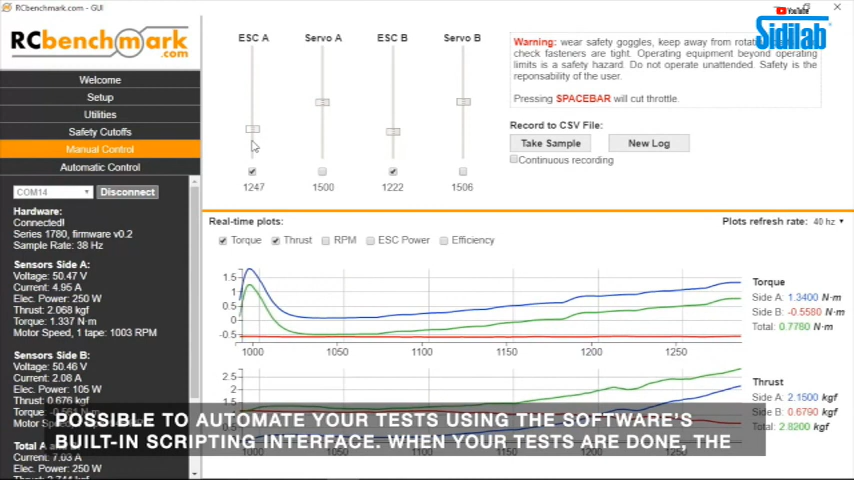 RCbenchmark.com - GUI
YouTube
Sidilab
RCbenchmark
.com
Welcome
Setup
Utilities
Safety Cutoffs
Manual Control
Automatic Control
COM14
Disconnect
Hardware:
Connected!
Series 1780, firmware v0.2
Sample Rate: 38 Hz
Sensors Side A:
Voltage: 50.47 V
Current: 4.95 A
Elec. Power: 250 W
Thrust: 2.068 kgf
Torque: 1.337 N·m
Motor Speed, 1 tape: 1003 RPM
Sensors Side B:
Voltage: 50.46 V
Current: 2.08 A
Elec. Power: 105 W
Thrust: 0.676 kgf
Torque: -0.561 N·m
Total A a
Current: 7.03 A
ESC A
Servo A
ESC B
Servo B
1247
1500
1222
1506
Warning: wear safety goggles, keep away from
check fasteners are tight. Operating equipment beyond operating
limits is a safety hazard. Do not operate unattended. Safety is the
reponsability of the user.
Pressing SPACEBAR will cut throttle.
Record to CSV File:
Take Sample
New Log
Continuous recording
Real-time plots:
Plots refresh rate: 40 hz
Torque
Thrust
RPM
ESC Power
Efficiency
1.5
1
0.5
0
-0.5
1000
1050
1100
1150
1200
1250
Torque
Side A: 1.3400 N·m
Side B: -0.5580 N·m
Total: 0.7780 N·m
2.5
2
Thrust
Side A: 2.1500 kgf
Side B: 0.6790 kgf
Total: 2.8200 kgf
1000
1050
1100
1150
1200
1250
POSSIBLE TO AUTOMATE YOUR TESTS USING THE SOFTWARE'S
BUILT-IN SCRIPTING INTERFACE. WHEN YOUR TESTS ARE DONE, THE